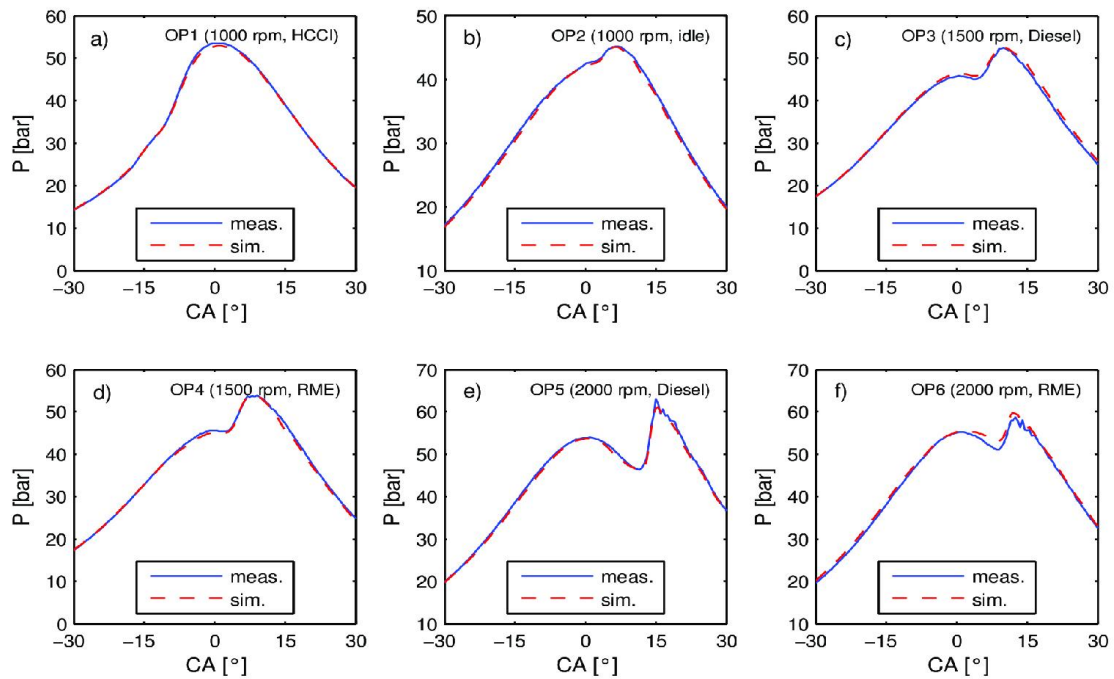 a) OP1 (1000 rpm, HCCI)
P [bar]
60
50
40
30
20
10
0
meas.
sim.
−30 −15 0 15 30
CA [°]
b) OP2 (1000 rpm, idle)
P [bar]
50
40
30
20
10
meas.
sim.
−30 −15 0 15 30
CA [°]
c) OP3 (1500 rpm, Diesel)
P [bar]
60
50
40
30
20
10
0
meas.
sim.
−30 −15 0 15 30
CA [°]
d) OP4 (1500 rpm, RME)
P [bar]
60
50
40
30
20
10
0
meas.
sim.
−30 −15 0 15 30
CA [°]
e) OP5 (2000 rpm, Diesel)
P [bar]
70
60
50
40
30
20
10
meas.
sim.
−30 −15 0 15 30
CA [°]
f) OP6 (2000 rpm, RME)
P [bar]
70
60
50
40
30
20
10
meas.
sim.
−30 −15 0 15 30
CA [°]